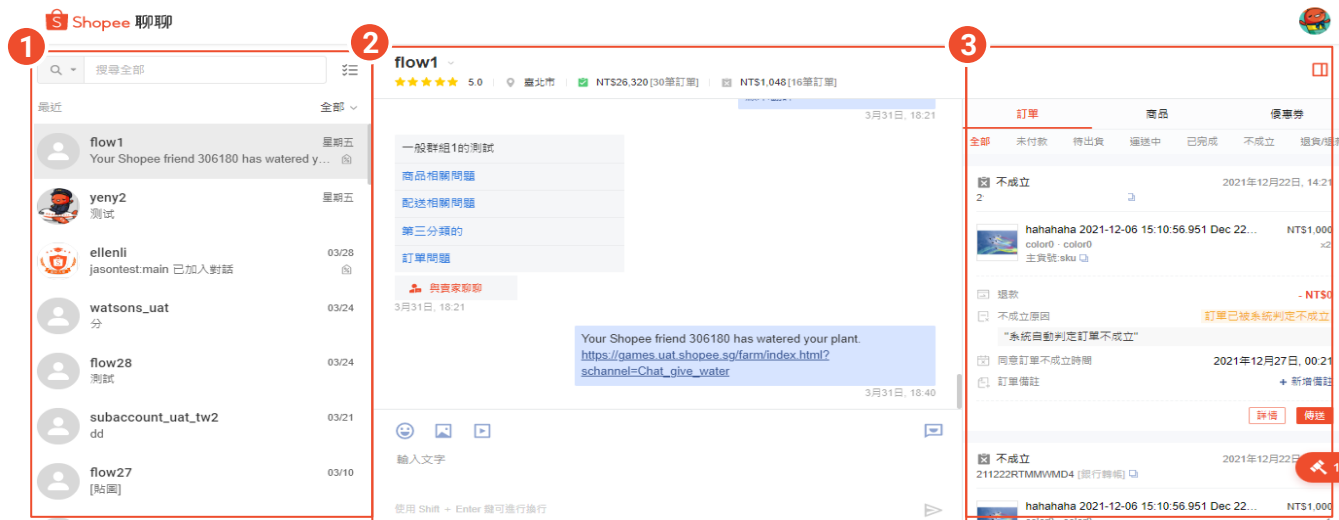 Shopee 聊聊
1
2
3
搜尋全部
最近
全部
flow1
星期五
Your Shopee friend 306180 has watered y...
yeny2
星期五
測試
ellenli
03/28
jasontest:main 已加入對話
watsons_uat
03/24
分
flow28
03/24
測試
subaccount_uat_tw2
03/21
dd
flow27
03/10
[貼圖]
flow1
5.0
臺北市
NT$26,320 [30筆訂單]
NT$1,048 [16筆訂單]
3月31日, 18:21
一般群組1的測試
商品相關問題
配送相關問題
第三分類的
訂單問題
與賣家聊聊
3月31日, 18:21
Your Shopee friend 306180 has watered your plant.
https://games.uat.shopee.sg/farm/index.html?
schannel=Chat_give_water
3月31日, 18:40
輸入文字
使用 Shift + Enter 鍵可進行換行
訂單
商品
優惠券
全部
未付款
待出貨
運送中
已完成
不成立
退貨/退款
不成立
2021年12月22日, 14:21
2
hahahaha 2021-12-06 15:10:56.951 Dec 22...
NT$1,000
color0 · color0
x2
主貨號:sku
退款
- NT$0
不成立原因
訂單已被系統判定不成立
"系統自動判定訂單不成立"
同意訂單不成立時間
2021年12月27日, 00:21
訂單備註
+ 新增備註
詳情
傳送
不成立
2021年12月22日
211222RTMMWMD4 [銀行轉帳]
1
hahahaha 2021-12-06 15:10:56.951 Dec 22...
NT$1,000